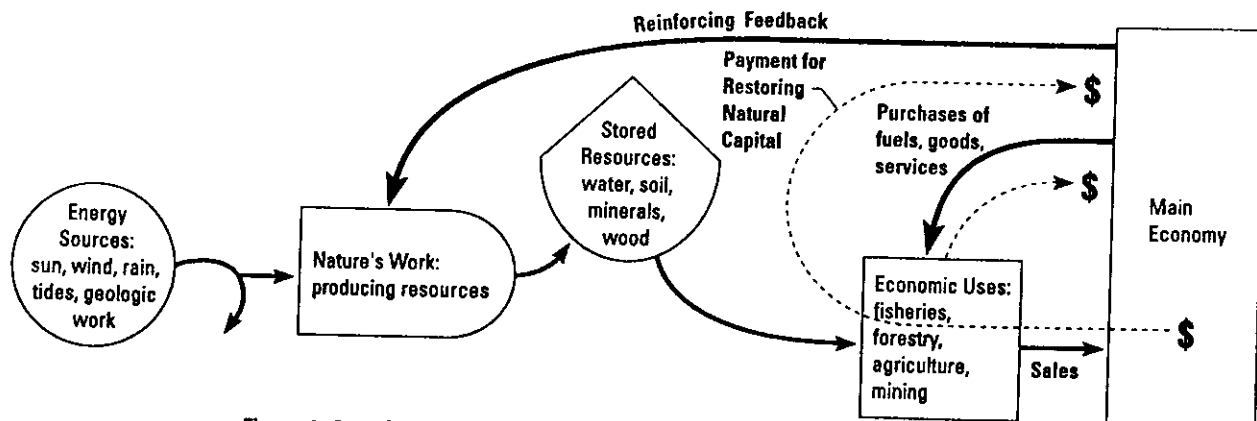 Reinforcing Feedback
Payment for
Restoring
Natural
Capital
$
Purchases of
fuels, goods,
services
$
Stored
Resources:
water, soil,
minerals,
wood
Main
Economy
Energy
Sources:
sun, wind, rain,
tides, geologic
work
Nature's Work:
producing resources
Economic Uses:
fisheries,
forestry,
agriculture,
mining
$
Sales